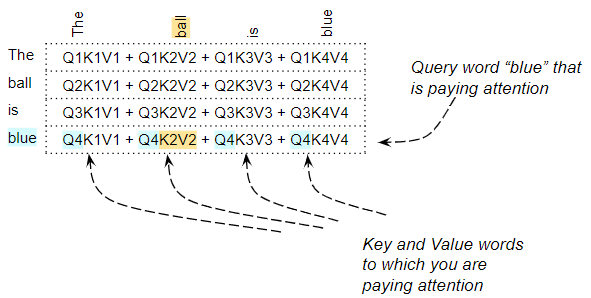 The ball is blue
The Q1K1V1 + Q1K2V2 + Q1K3V3 + Q1K4V4
ball Q2K1V1 + Q2K2V2 + Q2K3V3 + Q2K4V4
is Q3K1V1 + Q3K2V2 + Q3K3V3 + Q3K4V4
blue Q4K1V1 + Q4K2V2 + Q4K3V3 + Q4K4V4
Query word “blue” that
is paying attention
Key and Value words
to which you are
paying attention